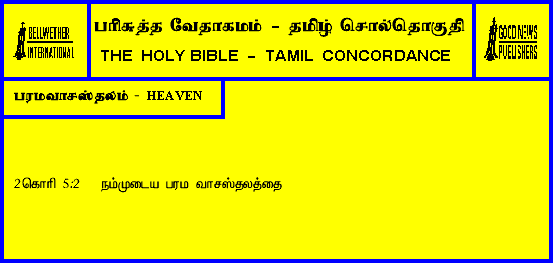 BELLWETHER
INTERNATIONAL
பரிசுத்த வேதாகமம் - தமிழ் சொல்தொகுதி
THE HOLY BIBLE - TAMIL CONCORDANCE
GOOD NEWS
PUBLISHERS
பரமவாசஸ்தலம் - HEAVEN
2கொரி 5:2 நம்முடைய பரம வாசஸ்தலத்தை